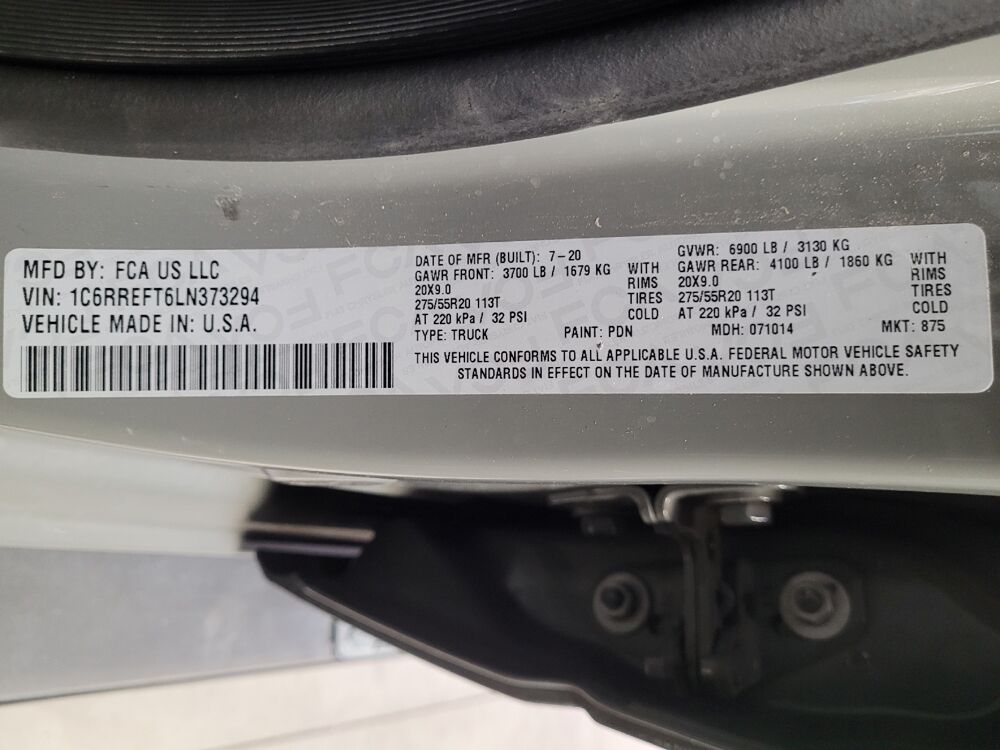 MFD BY: FCA US LLC
VIN: 1C6RREFT6LN373294
VEHICLE MADE IN: U.S.A.
DATE OF MFR (BUILT): 7-20
GAWR FRONT: 3700 LB / 1679 KG WITH
20X9.0 RIMS
275/55R20 113T TIRES
AT 220 kPa / 32 PSI COLD
TYPE: TRUCK PAINT: PDN MDH: 071014 MKT: 875
GVWR: 6900 LB / 3130 KG
GAWR REAR: 4100 LB / 1860 KG WITH
20X9.0 RIMS
275/55R20 113T TIRES
AT 220 kPa / 32 PSI COLD
THIS VEHICLE CONFORMS TO ALL APPLICABLE U.S.A. FEDERAL MOTOR VEHICLE SAFETY
STANDARDS IN EFFECT ON THE DATE OF MANUFACTURE SHOWN ABOVE.